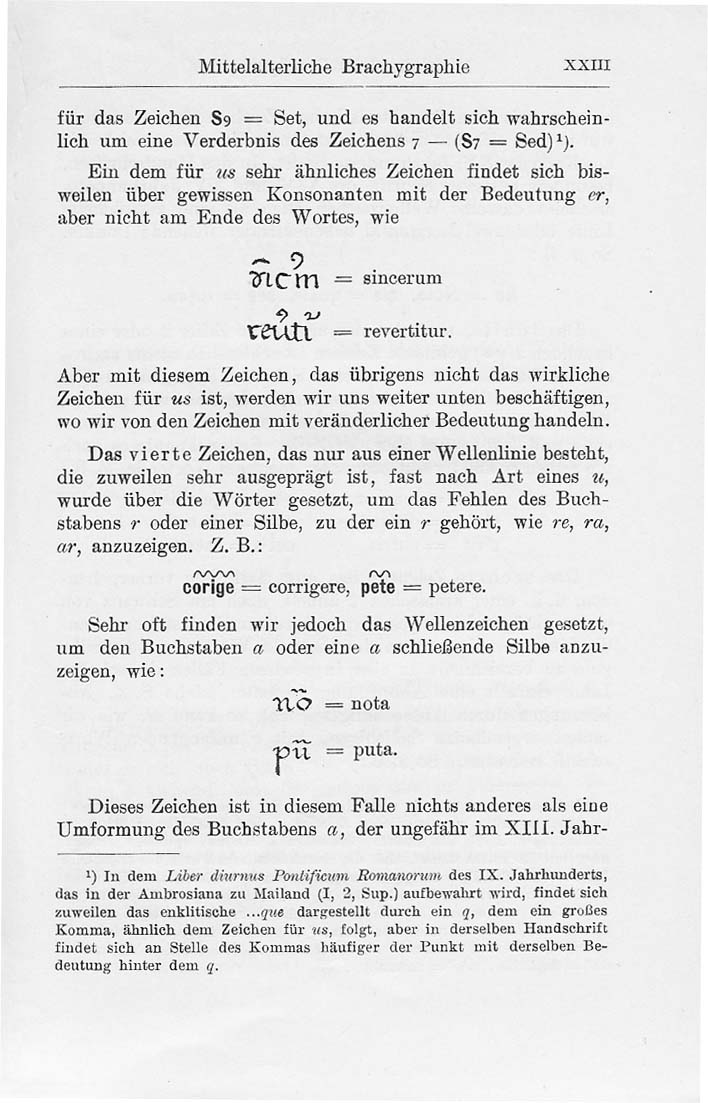 Mittelalterliche Brachygraphie XXIII
für das Zeichen S9 = Set, und es handelt sich wahrschein-
lich um eine Verderbnis des Zeichens 7 — (S7 = Sed)¹).
Ein dem für us sehr ähnliches Zeichen findet sich bis-
weilen über gewissen Konsonanten mit der Bedeutung er,
aber nicht am Ende des Wortes, wie
= sincerum
= revertitur.
Aber mit diesem Zeichen, das übrigens nicht das wirkliche
Zeichen für us ist, werden wir uns weiter unten beschäftigen,
wo wir von den Zeichen mit veränderlicher Bedeutung handeln.
Das vierte Zeichen, das nur aus einer Wellenlinie besteht,
die zuweilen sehr ausgeprägt ist, fast nach Art eines u,
wurde über die Wörter gesetzt, um das Fehlen des Buch-
stabens r oder einer Silbe, zu der ein r gehört, wie re, ra,
ar, anzuzeigen. Z. B.:
corige = corrigere, pete = petere.
Sehr oft finden wir jedoch das Wellenzeichen gesetzt,
um den Buchstaben a oder eine a schließende Silbe anzu-
zeigen, wie:
no = nota
pu = puta.
Dieses Zeichen ist in diesem Falle nichts anderes als eine
Umformung des Buchstabens a, der ungefähr im XIII. Jahr-
¹) In dem Liber diurnus Pontificum Romanorum des IX. Jahrhunderts,
das in der Ambrosiana zu Mailand (I, 2, Sup.) aufbewahrt wird, findet sich
zuweilen das enklitische ...que dargestellt durch ein q, dem ein großes
Komma, ähnlich dem Zeichen für us, folgt, aber in derselben Handschrift
findet sich an Stelle des Kommas häufiger der Punkt mit derselben Be-
deutung hinter dem q.